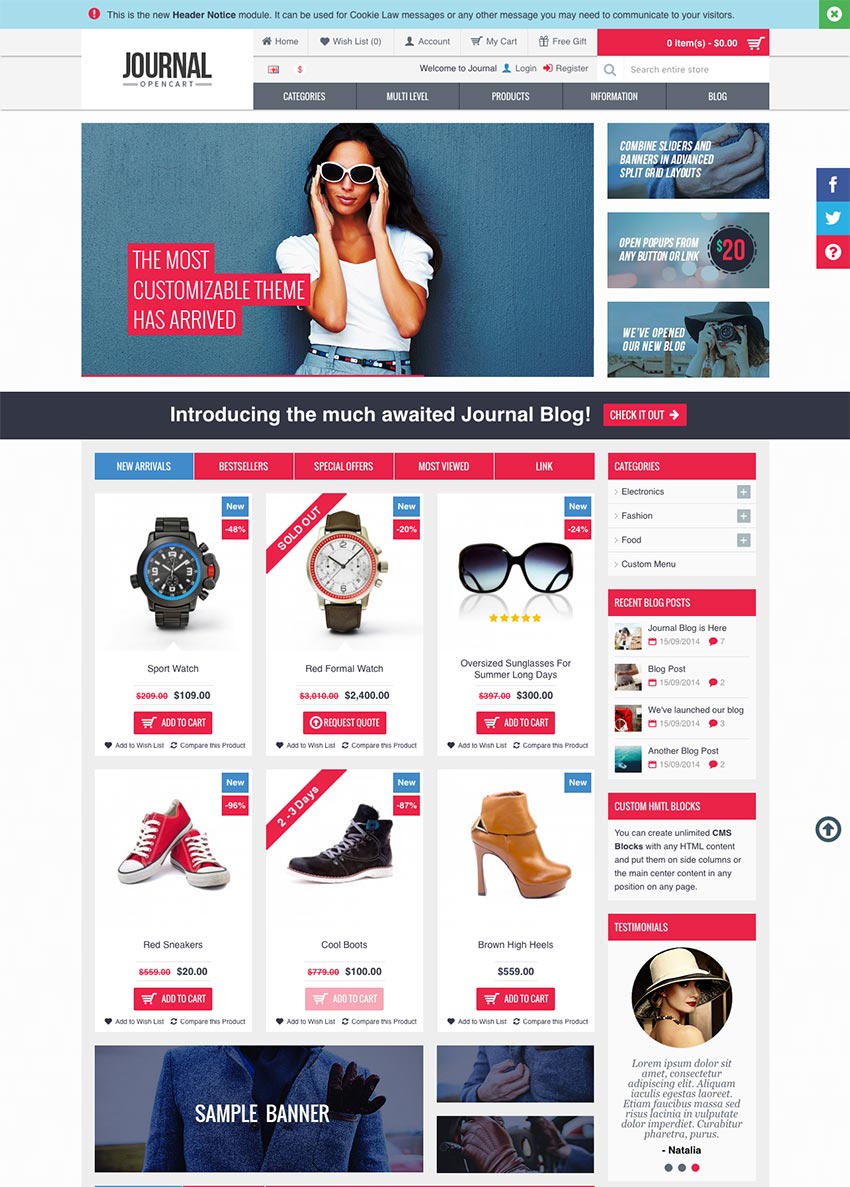 This is the new Header Notice module. It can be used for Cookie Law messages or any other message you may need to communicate to your visitors.
JOURNAL
OPENCART
Home
Wish List (0)
Account
My Cart
Free Gift
0 item(s) - $0.00
$
Welcome to Journal
Login
Register
Search entire store
CATEGORIES
MULTI LEVEL
PRODUCTS
INFORMATION
BLOG
THE MOST
CUSTOMIZABLE THEME
HAS ARRIVED
COMBINE SLIDERS AND
BANNERS IN ADVANCED
SPLIT GRID LAYOUTS
OPEN POPUPS FROM
ANY BUTTON OR LINK
$20
WE'VE OPENED
OUR NEW BLOG
Introducing the much awaited Journal Blog!
CHECK IT OUT
NEW ARRIVALS
BESTSELLERS
SPECIAL OFFERS
MOST VIEWED
LINK
New
-48%
Sport Watch
$209.00 $109.00
ADD TO CART
Add to Wish List
Compare this Product
SOLD OUT
New
-20%
Red Formal Watch
$3,010.00 $2,400.00
REQUEST QUOTE
Add to Wish List
Compare this Product
New
-24%
Oversized Sunglasses For
Summer Long Days
$397.00 $300.00
ADD TO CART
Add to Wish List
Compare this Product
New
-96%
Red Sneakers
$559.00 $20.00
ADD TO CART
Add to Wish List
Compare this Product
2 - 3 Days
New
-87%
Cool Boots
$779.00 $100.00
ADD TO CART
Add to Wish List
Compare this Product
New
Brown High Heels
$559.00
ADD TO CART
Add to Wish List
Compare this Product
SAMPLE BANNER
CATEGORIES
Electronics
Fashion
Food
Custom Menu
RECENT BLOG POSTS
Journal Blog is Here
15/09/2014 7
Blog Post
15/09/2014 2
We've launched our blog
15/09/2014 3
Another Blog Post
15/09/2014 2
CUSTOM HMTL BLOCKS
You can create unlimited CMS
Blocks with any HTML content
and put them on side columns or
the main center content in any
position on any page.
TESTIMONIALS
Lorem ipsum dolor sit
amet, consectetur
adipiscing elit. Aliquam
iaculis egestas laoreet.
Etiam faucibus massa sed
risus lacinia in vulputate
dolor imperdiet. Curabitur
pharetra, purus.
- Natalia